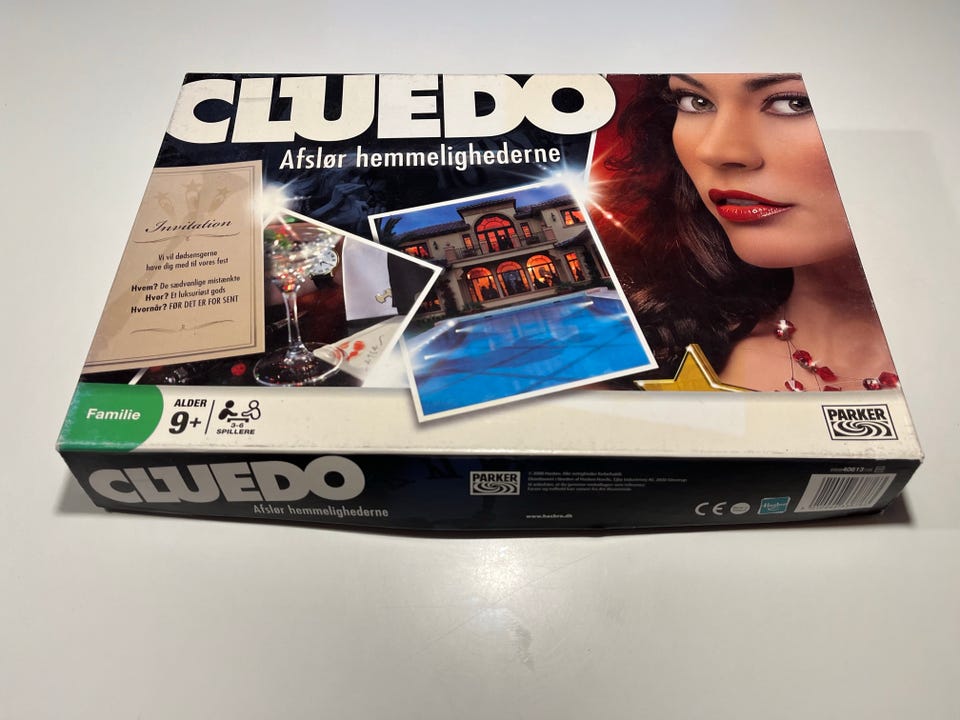 CLUEDO
Afslør hemmelighederne
Invitation
Vi vil dødsensgerne
have dig med til vores fest
Hvem? De sædvanlige mistænkte
Hvor? Et luksuriøst gods
Hvornår? FØR DET ER FOR SENT
Familie
ALDER
9+
3-6
SPILLERE
PARKER
CLUEDO
Afslør hemmelighederne
PARKER
www.hasbro.dk
CE
Hasbro